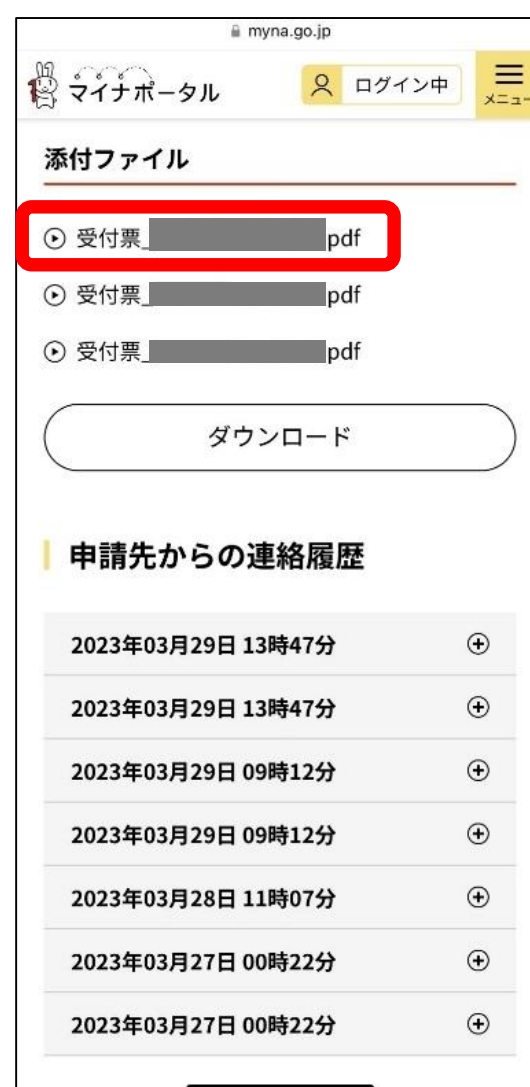 myna.go.jp
マイナポータル
ログイン中
メニュー
添付ファイル
受付票_ pdf
受付票_ pdf
受付票_ pdf
ダウンロード
申請先からの連絡履歴
2023年03月29日 13時47分
2023年03月29日 13時47分
2023年03月29日 09時12分
2023年03月29日 09時12分
2023年03月28日 11時07分
2023年03月27日 00時22分
2023年03月27日 00時22分